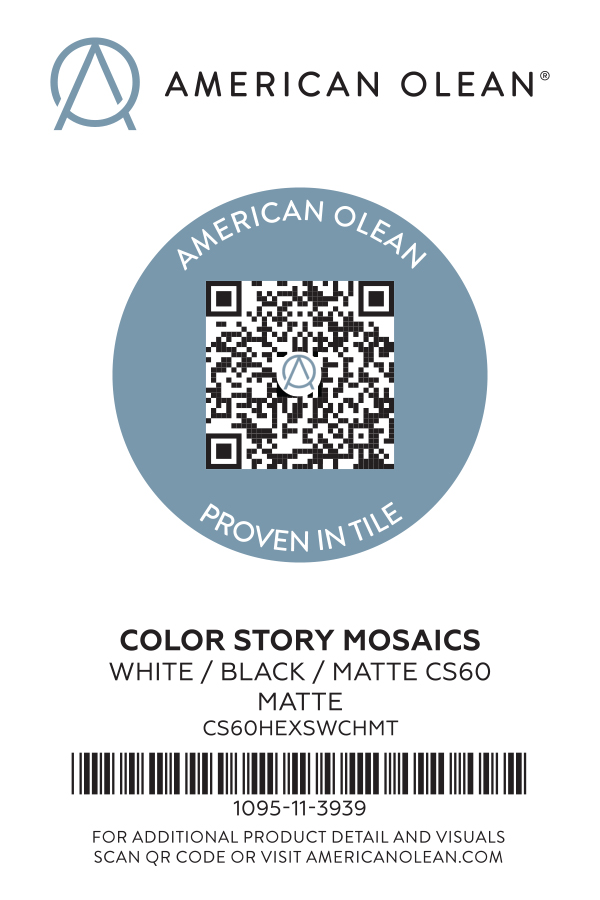 AMERICAN OLEAN®
AMERICAN OLEAN
PROVEN IN TILE
COLOR STORY MOSAICS
WHITE / BLACK / MATTE CS60
MATTE
CS60HEXSWCHMT
1095-11-3939
FOR ADDITIONAL PRODUCT DETAIL AND VISUALS
SCAN QR CODE OR VISIT AMERICANOLEAN.COM